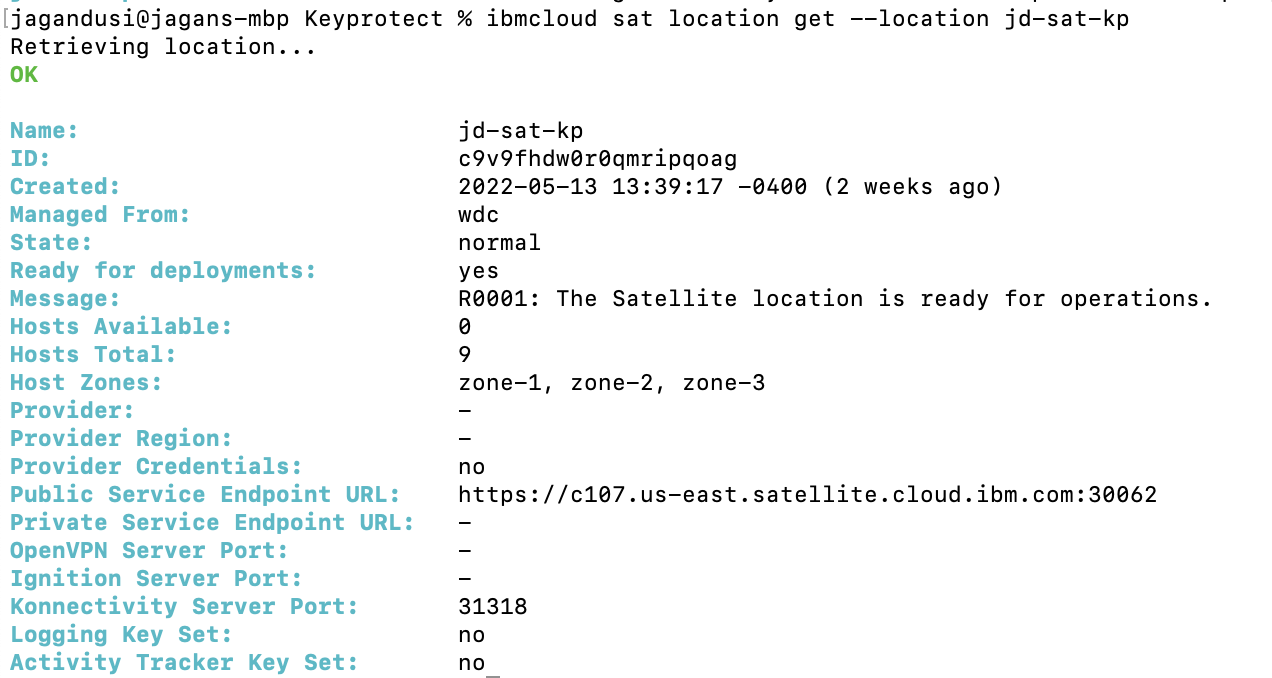 jagandusi@jagans-mbp Keyprotect % ibmcloud sat location get --location jd-sat-kp
Retrieving location...
OK
Name: jd-sat-kp
ID: c9v9fhdw0r0qmripqoag
Created: 2022-05-13 13:39:17 -0400 (2 weeks ago)
Managed From: wdc
State: normal
Ready for deployments: yes
Message: R0001: The Satellite location is ready for operations.
Hosts Available: 0
Hosts Total: 9
Host Zones: zone-1, zone-2, zone-3
Provider: -
Provider Region: -
Provider Credentials: no
Public Service Endpoint URL: https://c107.us-east.satellite.cloud.ibm.com:30062
Private Service Endpoint URL: -
OpenVPN Server Port: -
Ignition Server Port: -
Konnectivity Server Port: 31318
Logging Key Set: no
Activity Tracker Key Set: no